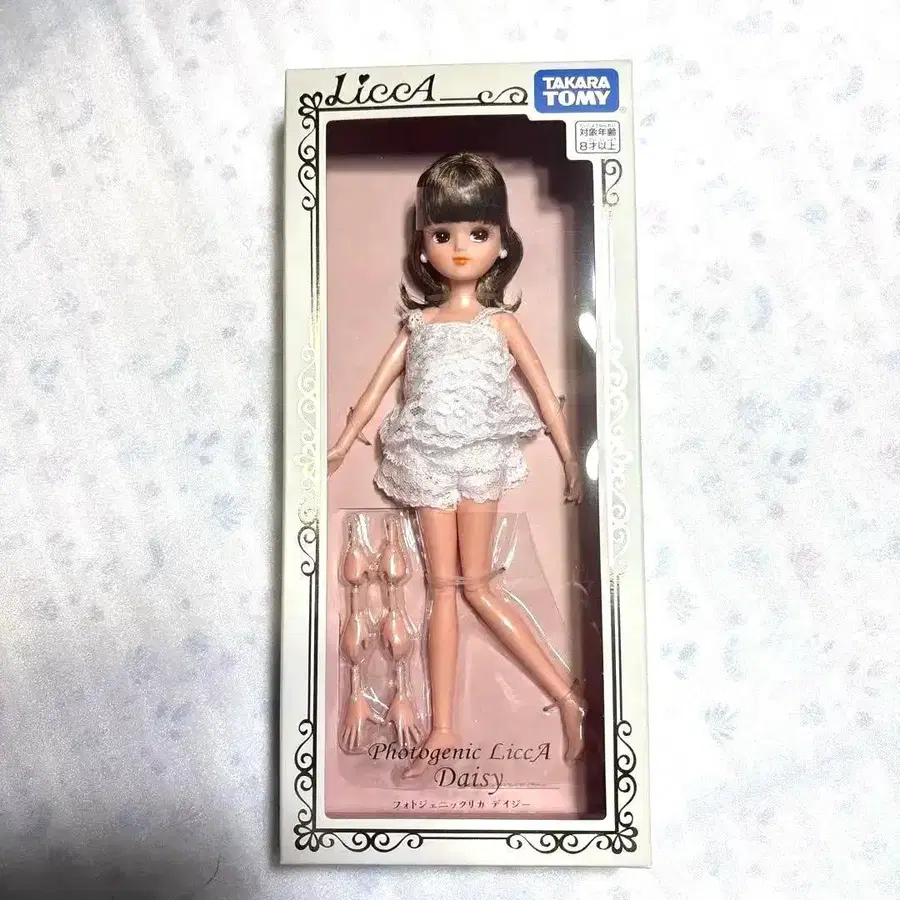 LiccA
TAKARA
TOMY
対象年齢
8才以上
Photogenic LiccA
Daisy
フォトジェニックリカ デイジー